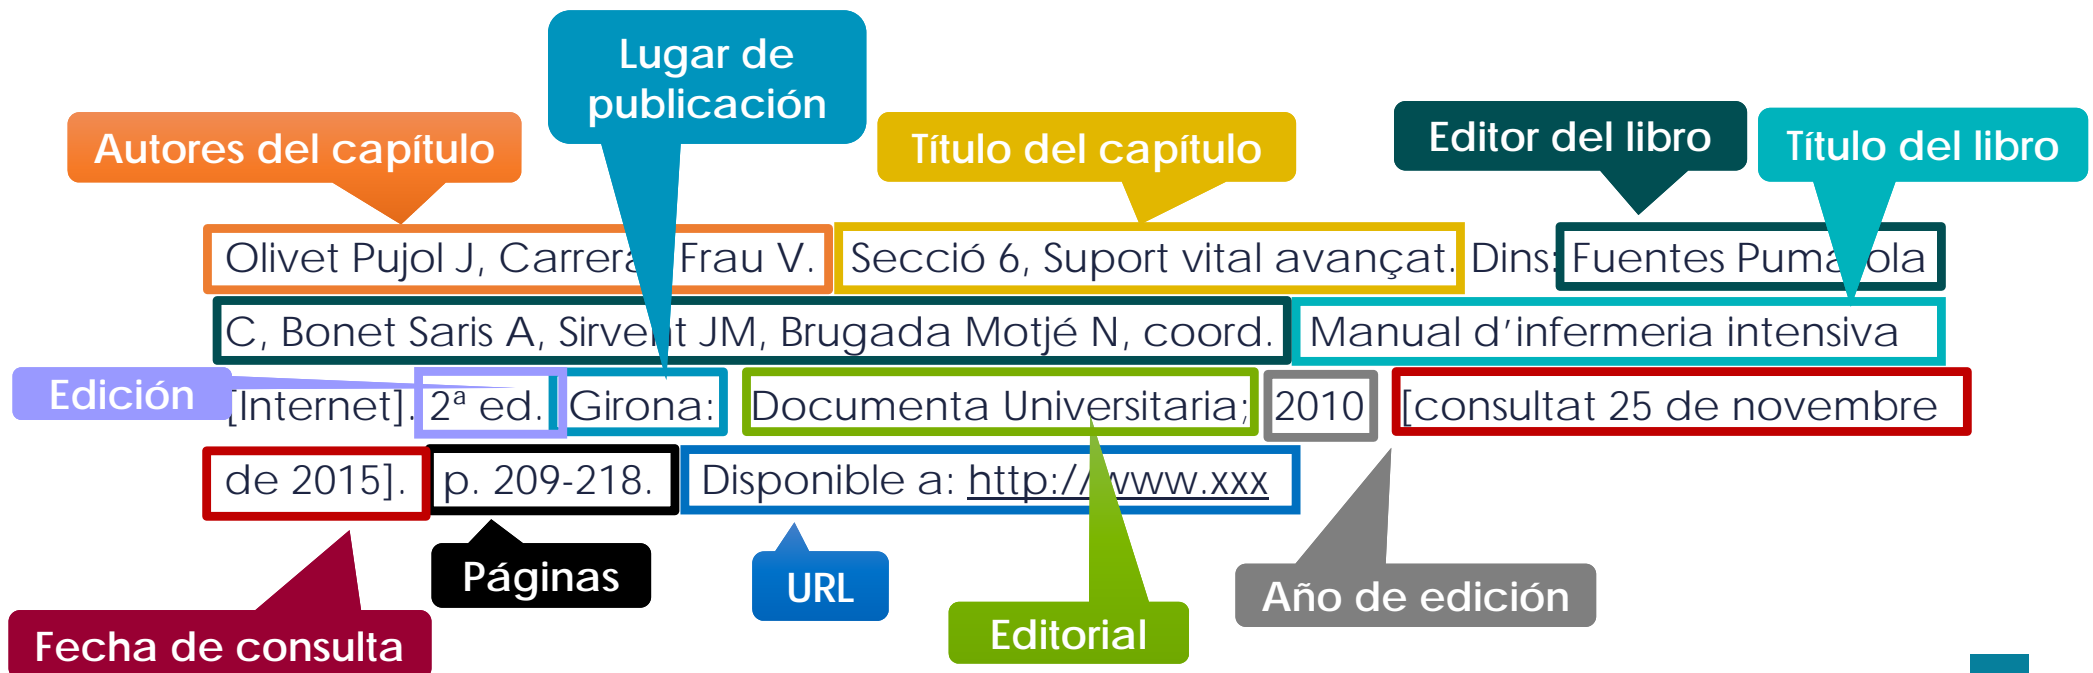 Lugar de
publicación
Autores del capítulo
Título del capítulo
Editor del libro
Título del libro
Olivet Pujol J, Carrera Frau V. Secció 6, Suport vital avançat. Dins: Fuentes
C, Bonet Saris A, Sirvent JM, Brugada Motjé N, coord. Manual d’infermeria intensiva
Edición
[Internet]. 2ª ed. Girona: Documenta Universitaria; 2010 [consultat 25 de novembre
de 2015]. p. 209-218. Disponible a: http://www.xxx
Páginas
URL
Año de edición
Editorial
Fecha de consulta